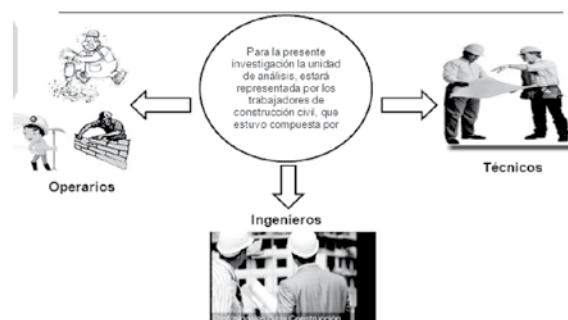 Para la presente
investigación la unidad
de análisis, estará
representada por los
trabajadores de
construcción civil, que
estuvo compuesta por
Operarios
Técnicos
Ingenieros
Construcción